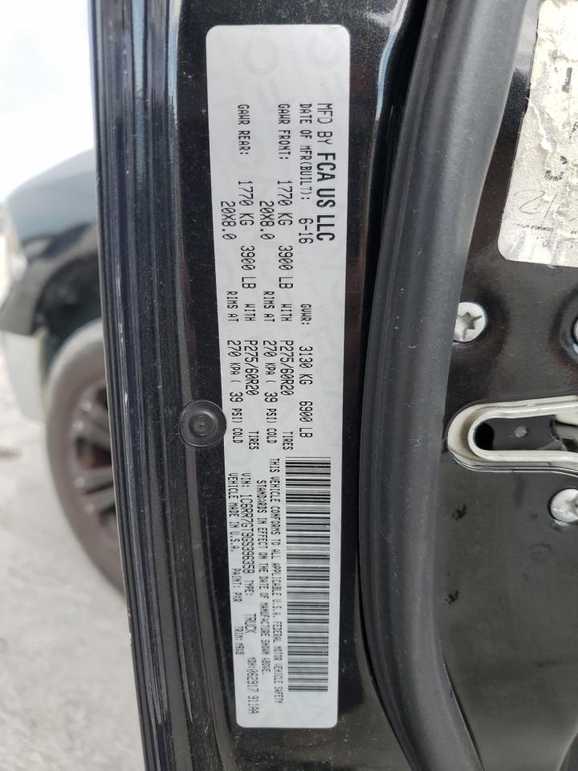 MFD BY FCA US LLC
DATE OF MFR(BUILT): 6-16 GVWR: 3130 KG 6900 LB
GAWR FRONT: 1770 KG 3900 LB WITH P275/60R20 TIRES
20X8.0 RIMS AT 270 KPA ( 39 PSI) COLD
GAWR REAR: 1770 KG 3900 LB WITH P275/60R20 TIRES
20X8.0 RIMS AT 270 KPA ( 39 PSI) COLD
THIS VEHICLE CONFORMS TO ALL APPLICABLE U.S.A. FEDERAL MOTOR VEHICLE SAFETY
STANDARDS IN EFFECT ON THE DATE OF MANUFACTURE SHOWN ABOVE.
VIN: TYPE: TRUCK
VEHICLE MADE IN U.S.A. PAINT: PXR